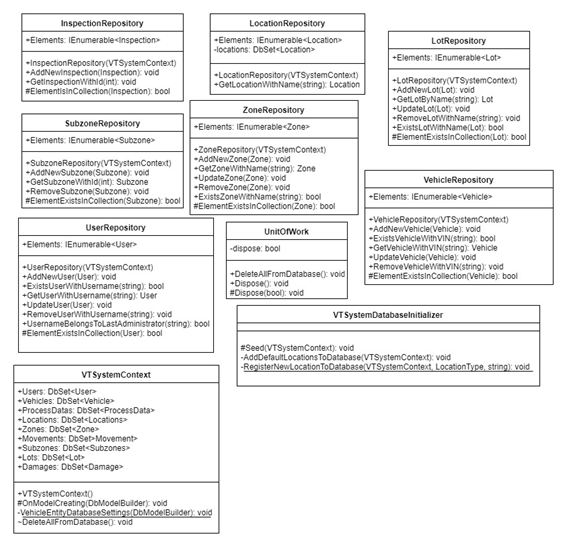 InspectionRepository
+Elements: IEnumerable<Inspection>
+InspectionRepository(VTSystemContext)
+AddNewInspection(Inspection): void
+GetInspectionWithId(int): void
#ElementIsInCollection(Inspection): bool
LocationRepository
+Elements: IEnumerable<Location>
-locations: DbSet<Location>
+LocationRepository(VTSystemContext)
+GetLocationWithName(string): Location
LotRepository
+Elements: IEnumerable<Lot>
+LotRepository(VTSystemContext)
+AddNewLot(Lot): void
+GetLotByName(string): Lot
+UpdateLot(Lot): void
+RemoveLotWithName(Lot): void
+ExistsLotWithName(Lot): bool
#ElementExistsInCollection(Lot): bool
SubzoneRepository
+Elements: IEnumerable<Subzone>
+SubzoneRepository(VTSystemContext)
+AddNewSubzone(Subzone): void
+GetSubzoneWithId(int): Subzone
+RemoveSubzone(Subzone): void
#ElementExistsInCollection(Subzone): bool
ZoneRepository
+Elements: IEnumerable<Zone>
+ZoneRepository(VTSystemContext)
+AddNewZone(Zone): void
+GetZoneWithName(string): Zone
+UpdateZone(Zone): void
+RemoveZone(Zone): void
+ExistsZoneWithName(string): bool
#ElementExistsInCollection(Zone): bool
VehicleRepository
+Elements: IEnumerable<Vehicle>
+VehicleRepository(VTSystemContext)
+AddNewVehicle(Vehicle): void
+ExistsVehicleWithVIN(string): bool
+GetVehicleWithVIN(string): Vehicle
+UpdateVehicle(Vehicle): void
+RemoveVehicleWithVIN(string): void
#ElementExistsInCollection(Vehicle): bool
UserRepository
+Elements: IEnumerable<User>
+UserRepository(VTSystemContext)
+AddNewUser(User): void
+ExistsUserWithUsername(string): bool
+GetUserWithUsername(string): User
+UpdateUser(User): void
+RemoveUserWithUsername(string): void
+UsernameBelongsToLastAdministrator(string): bool
#ElementExistsInCollection(User): bool
UnitOfWork
-dispose: bool
+DeleteAllFromDatabase(): void
+Dispose(): void
#Dispose(bool): void
VTSystemDatabaseInitializer
#Seed(VTSystemContext): void
-AddDefaultLocationsToDatabase(VTSystemContext): void
-RegisterNewLocationToDatabase(VTSystemContext, LocationType, string): void
VTSystemContext
+Users: DbSet<User>
+Vehicles: DbSet<Vehicle>
+ProcessDatas: DbSet<ProcessData>
+Locations: DbSet<Locations>
+Zones: DbSet<Zone>
+Movements: DbSet>Movement>
+Subzones: DbSet<Subzones>
+Lots: DbSet<Lot>
+Damages: DbSet<Damage>
+VTSystemContext()
#OnModelCreating(DbModelBuilder): void
-VehicleEntityDatabaseSettings(DbModelBuilder): void
~DeleteAllFromDatabase(): void